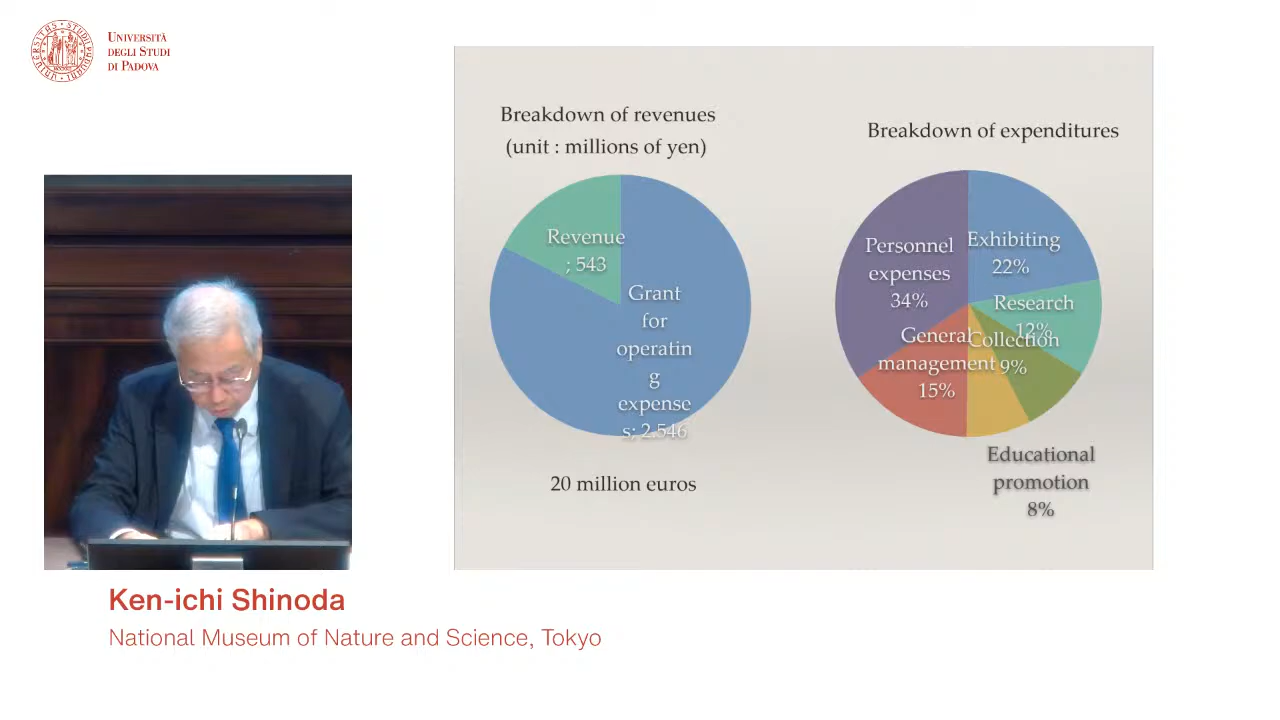 UNIVERSITÀ
DEGLI STUDI
DI PADOVA
Breakdown of revenues
(unit : millions of yen)
Revenue
; 543
Grant
for
operatin
g
expense
s; 2.546
20 million euros
Breakdown of expenditures
Personnel
expenses
34%
Exhibiting
22%
Research
12%
Collection
9%
General
management
15%
Educational
promotion
8%
Ken-ichi Shinoda
National Museum of Nature and Science, Tokyo